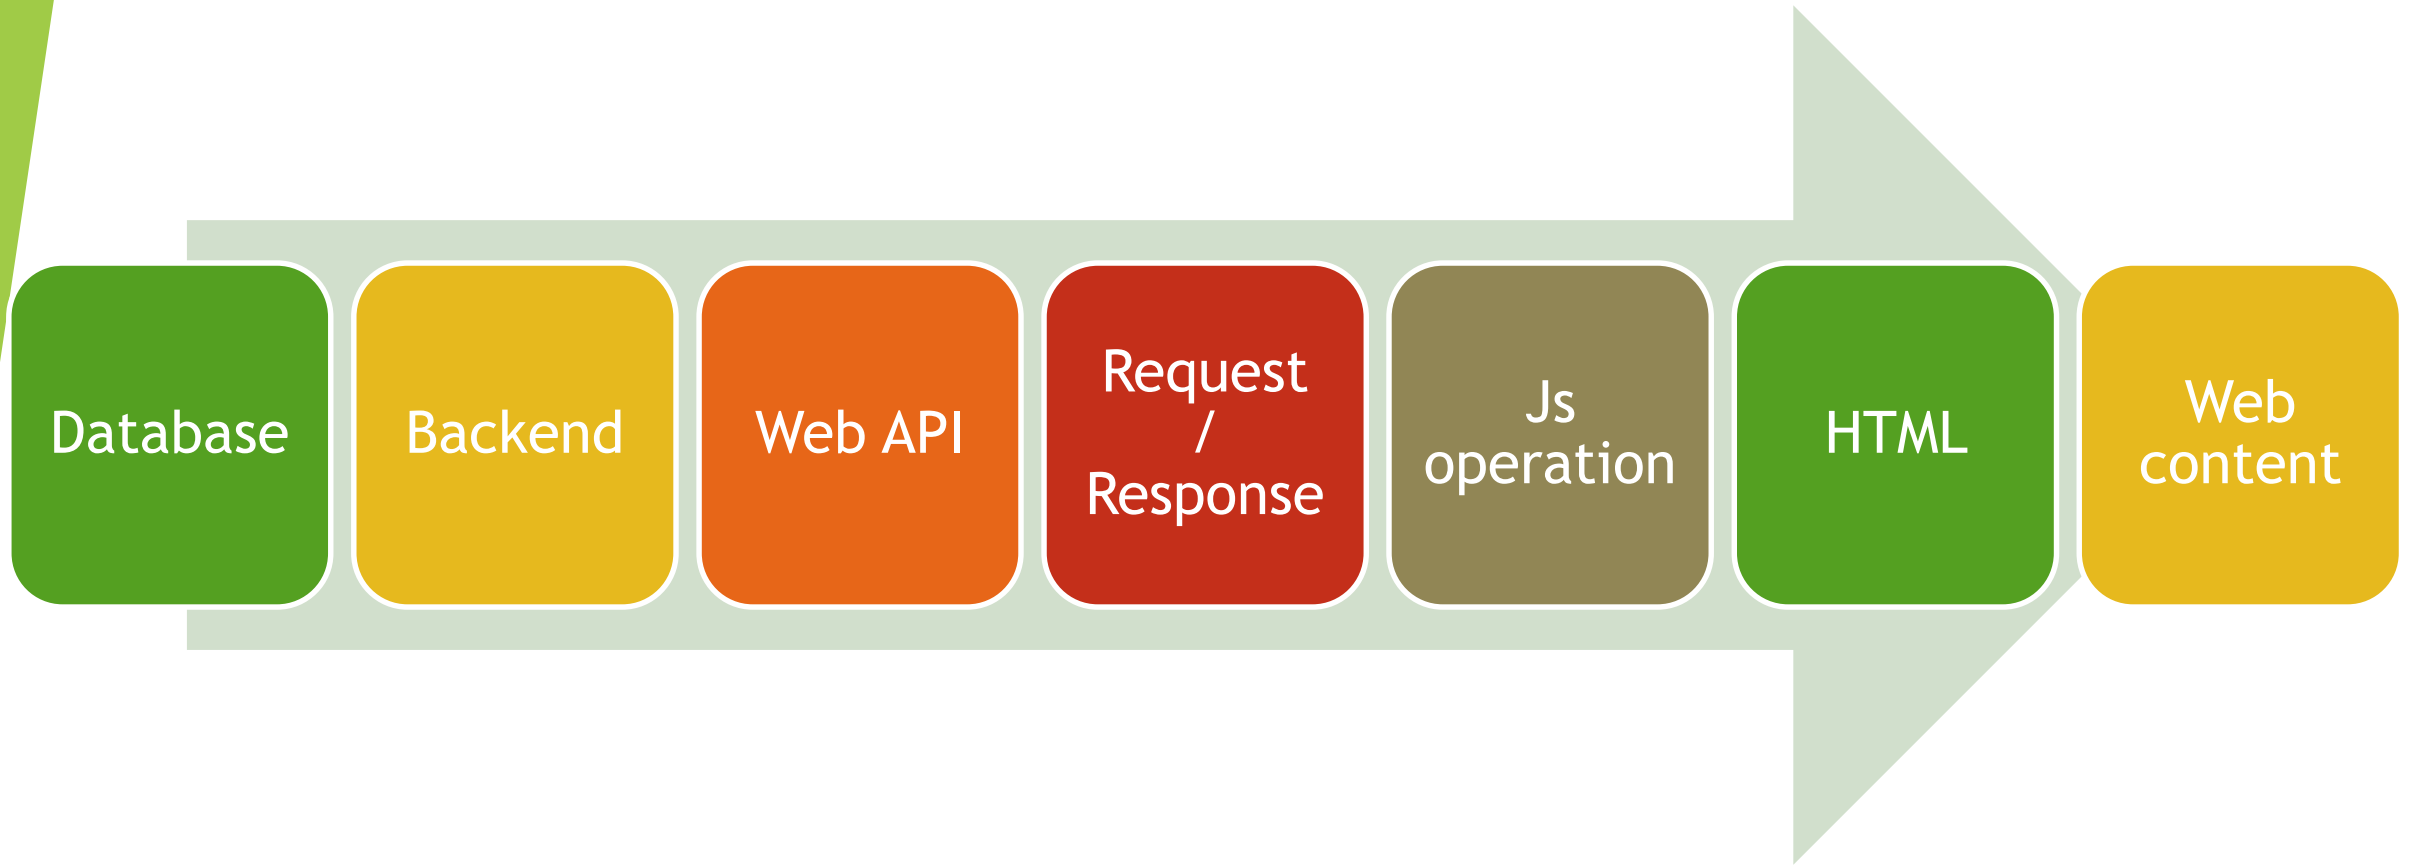 Database
Backend
Web API
Request
/
Response
Js
operation
HTML
Web
content